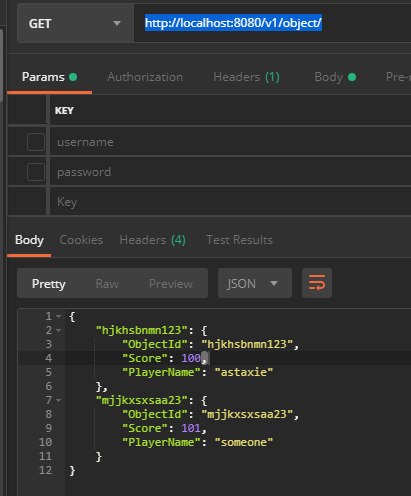 GET http://localhost:8080/v1/object/
Params Authorization Headers (1) Body Pre-r
KEY
username
password
Key
Body Cookies Headers (4) Test Results
Pretty Raw Preview JSON
1 {
2 "hjkhsbnmn123": {
3 "ObjectId": "hjkhsbnmn123",
4 "Score": 100,
5 "PlayerName": "astaxie"
6 },
7 "mjjkxsxsaa23": {
8 "ObjectId": "mjjkxsxsaa23",
9 "Score": 101,
10 "PlayerName": "someone"
11 }
12 }